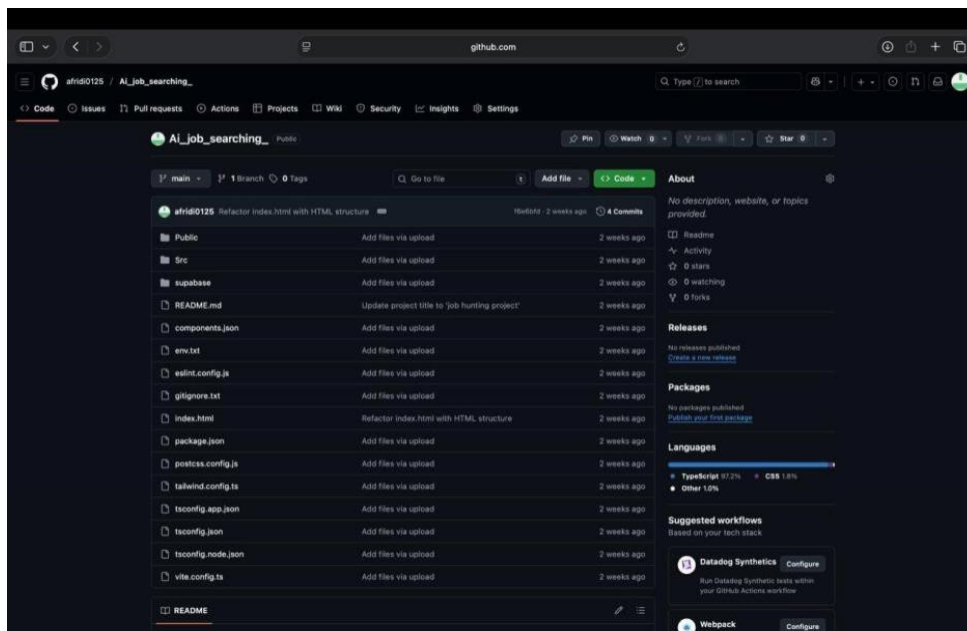 github.com
afridi0125 / Ai_job_searching_
Type / to search
Code Issues Pull requests Actions Projects Wiki Security Insights Settings
Ai_job_searching_ Public
Pin Watch 0 Fork 0 Star 0
main 1 Branch 0 Tags Go to file t Add file Code
About
No description, website, or topics
provided.
afridi0125 Refactor index.html with HTML structure 2 weeks ago 4 Commits
Public Add files via upload 2 weeks ago
Src Add files via upload 2 weeks ago
supabase Add files via upload 2 weeks ago
README.md Update project title to 'job hunting project' 2 weeks ago
components.json Add files via upload 2 weeks ago
env.txt Add files via upload 2 weeks ago
eslint.config.js Add files via upload 2 weeks ago
gitignore.txt Add files via upload 2 weeks ago
index.html Refactor index.html with HTML structure 2 weeks ago
package.json Add files via upload 2 weeks ago
postcss.config.js Add files via upload 2 weeks ago
tailwind.config.ts Add files via upload 2 weeks ago
tsconfig.app.json Add files via upload 2 weeks ago
tsconfig.json Add files via upload 2 weeks ago
tsconfig.node.json Add files via upload 2 weeks ago
vite.config.ts Add files via upload 2 weeks ago
README
Readme
Activity
0 stars
0 watching
0 forks
Releases
No releases published
Create a new release
Packages
No packages published
Publish your first package
Languages
TypeScript 97.2% CSS 1.8%
Other 1.0%
Suggested workflows
Based on your tech stack
Datadog Synthetics Configure
Run Datadog Synthetic tests within
your GitHub Actions workflow
Webpack Configure